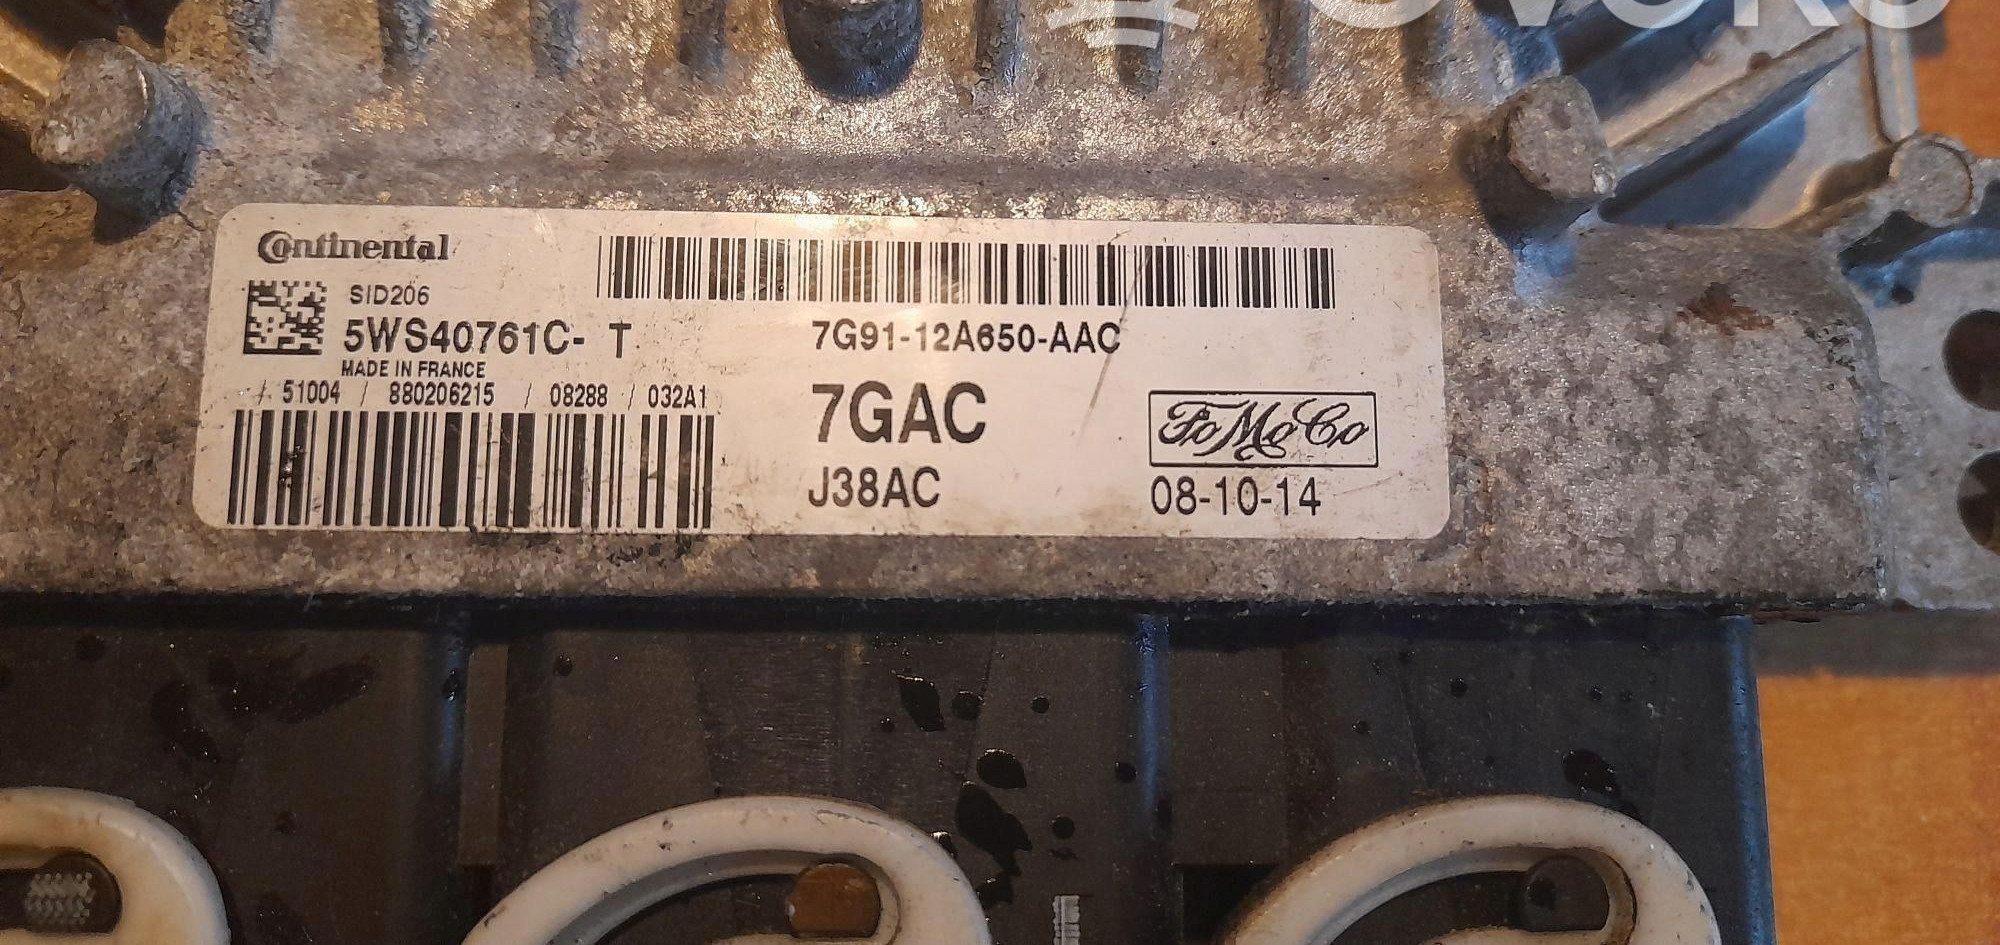 Continental
SID206
5WS40761C- T
MADE IN FRANCE
/ 51004 / 880206215 / 08288 / 032A1
7G91-12A650-AAC
7GAC
J38AC
FoMoCo
08-10-14